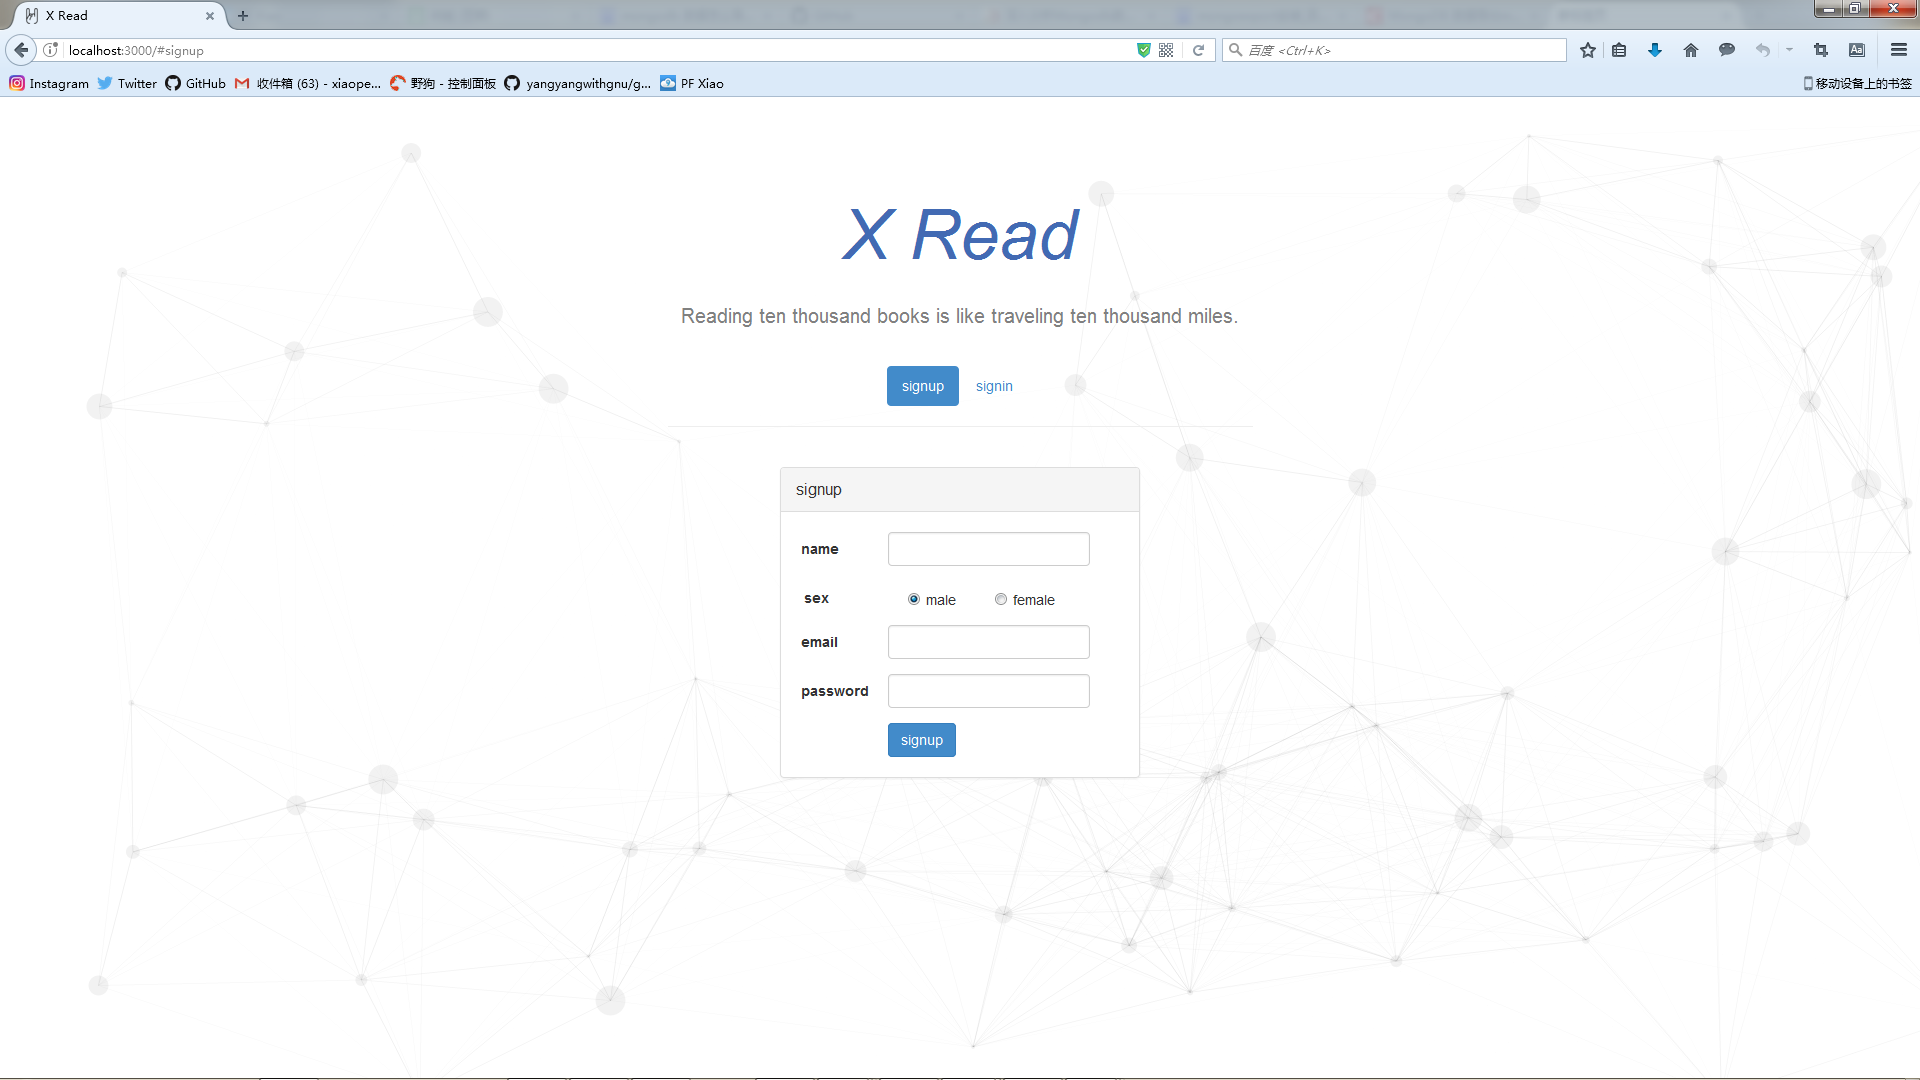 X Read
localhost:3000/#signup
百度 <Ctrl+K>
Instagram
Twitter
GitHub
收件箱 (63) - xiaope...
野狗 - 控制面板
yangyangwithgnu/g...
PF Xiao
移动设备上的书签
X Read
Reading ten thousand books is like traveling ten thousand miles.
signup signin
signup
name
sex male female
email
password
signup